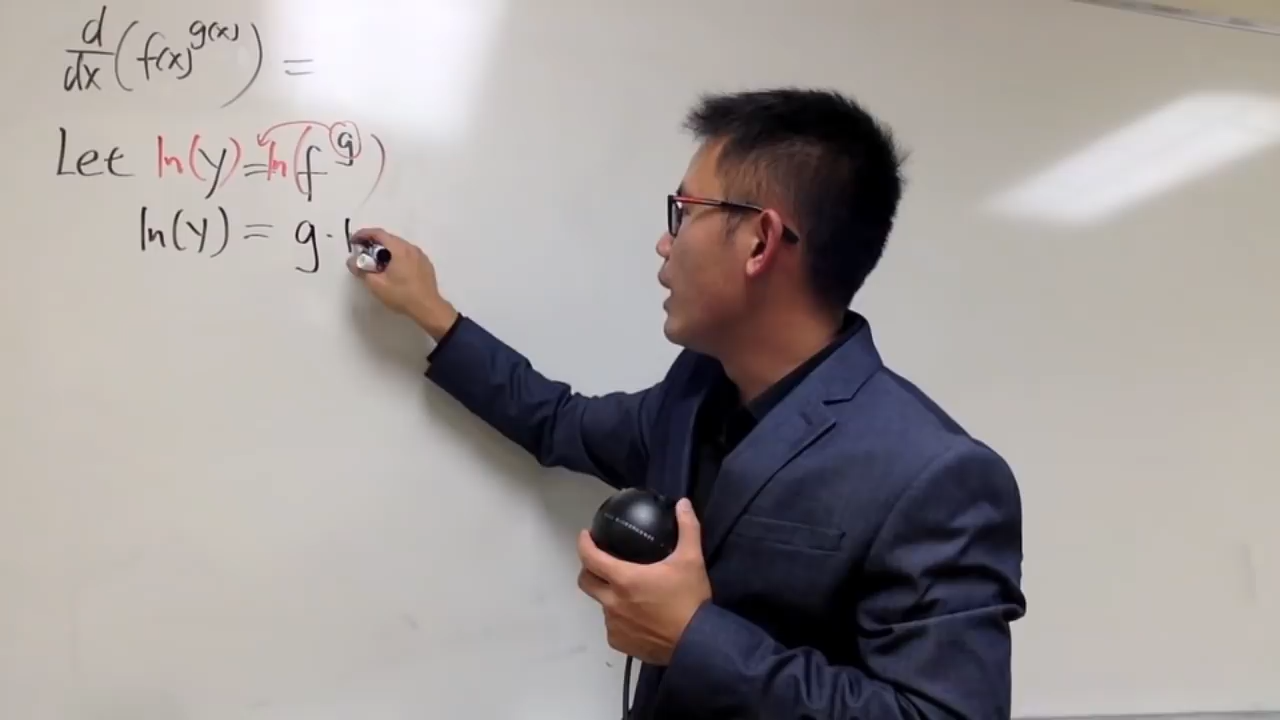 d/dx (f(x)^g(x)) =
Let ln(y) = ln(f^g)
ln(y) = g · l